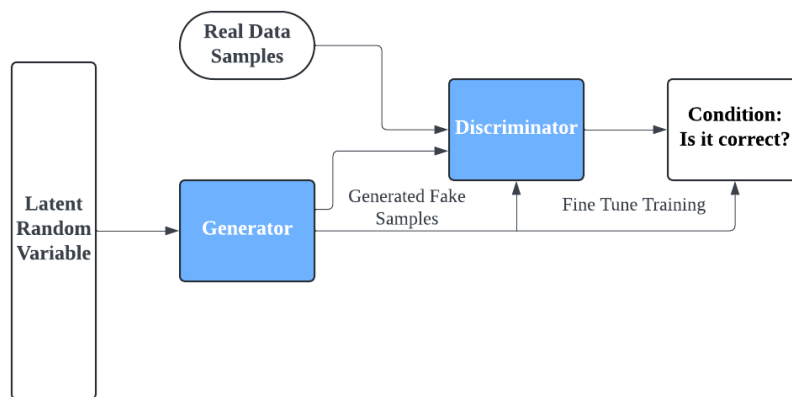 Real Data
Samples
Discriminator
Condition:
Is it correct?
Latent
Random
Variable
Generator
Generated Fake
Samples
Fine Tune Training